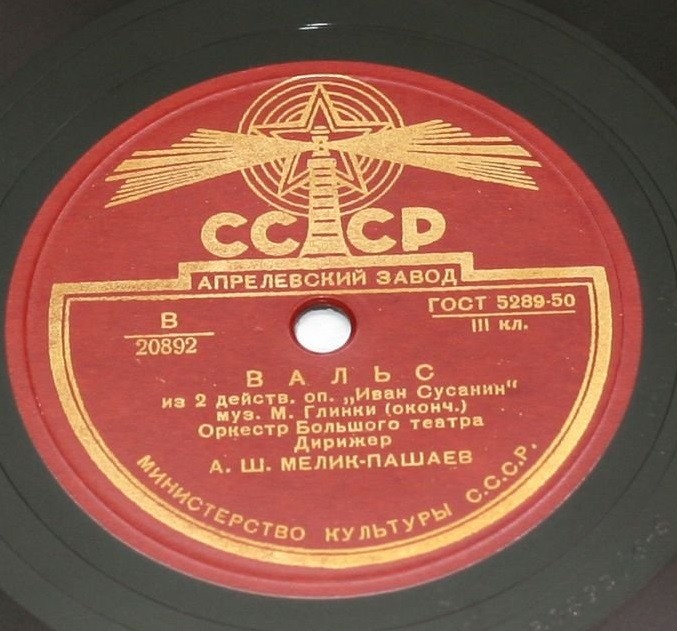 СССР
АПРЕЛЕВСКИЙ ЗАВОД
В
20892
ГОСТ 5289-50
III кл.
ВАЛЬС
из 2 действ. оп. „Иван Сусанин“
муз. М. Глинки (оконч.)
Оркестр Большого театра
Дирижер
А. Ш. МЕЛИК-ПАШАЕВ
МИНИСТЕРСТВО КУЛЬТУРЫ С.С.С.Р.